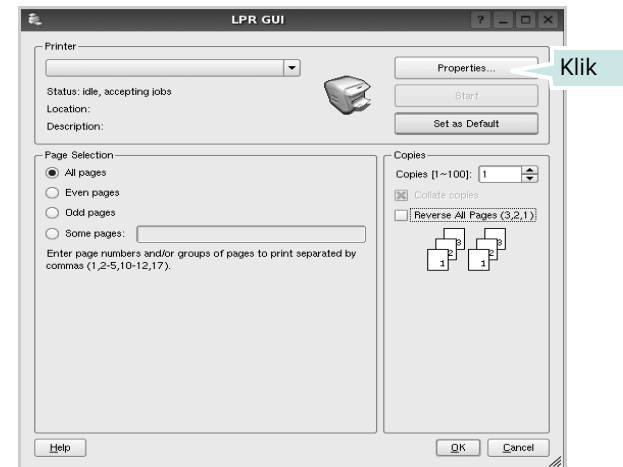 LPR GUI
Printer
Properties...
Klik
Status: idle, accepting jobs
Start
Location:
Description:
Set as Default
Page Selection
All pages
Even pages
Odd pages
Some pages:
Enter page numbers and/or groups of pages to print separated by
commas (1,2-5,10-12,17).
Copies
Copies [1~100]: 1
Collate copies
Reverse All Pages (3,2,1)
3 3
2 2
1 1
Help
OK
Cancel